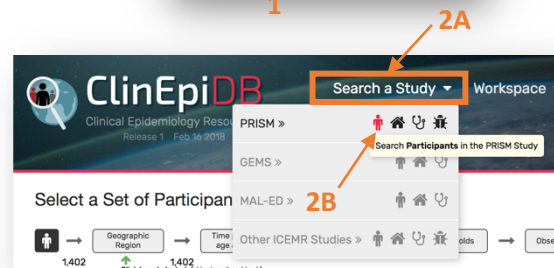 1
2A
ClinEpiDB
Search a Study
Workspace
Clinical Epidemiology Resou
Release 1 Feb 16 2018
PRISM »
Search Participants in the PRISM Study
GEMS »
MAL-ED »
2B
Select a Set of Participan
Other ICEMR Studies »
Geographic
Region
Time
age
olds
Obse
1,402
1,402